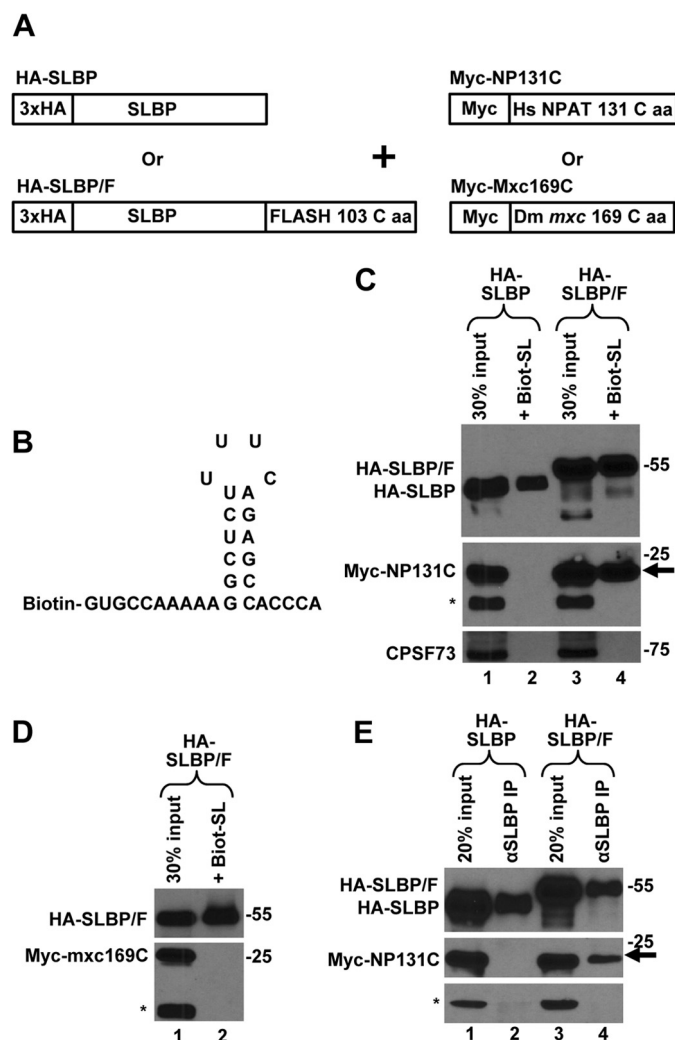 A
HA-SLBP
3xHA SLBP
Or
HA-SLBP/F
3xHA SLBP FLASH 103 C aa
+
Myc-NP131C
Myc Hs NPAT 131 C aa
Or
Myc-Mxc169C
Myc Dm mxc 169 C aa
B
U U
U C
U A
C G
U A
C G
G C
Biotin-GUGCCAAAAAG CACCCA
C
HA-SLBP
HA-SLBP/F
30% input
+ Biot-SL
30% input
+ Biot-SL
HA-SLBP/F
HA-SLBP
-55
-25
Myc-NP131C
*
CPSF73
-75
1 2 3 4
D
HA-SLBP/F
30% input
+ Biot-SL
HA-SLBP/F
-55
Myc-mxc169C
-25
*
1 2
E
HA-SLBP
HA-SLBP/F
20% input
αSLBP IP
20% input
αSLBP IP
HA-SLBP/F
HA-SLBP
-55
-25
Myc-NP131C
*
1 2 3 4